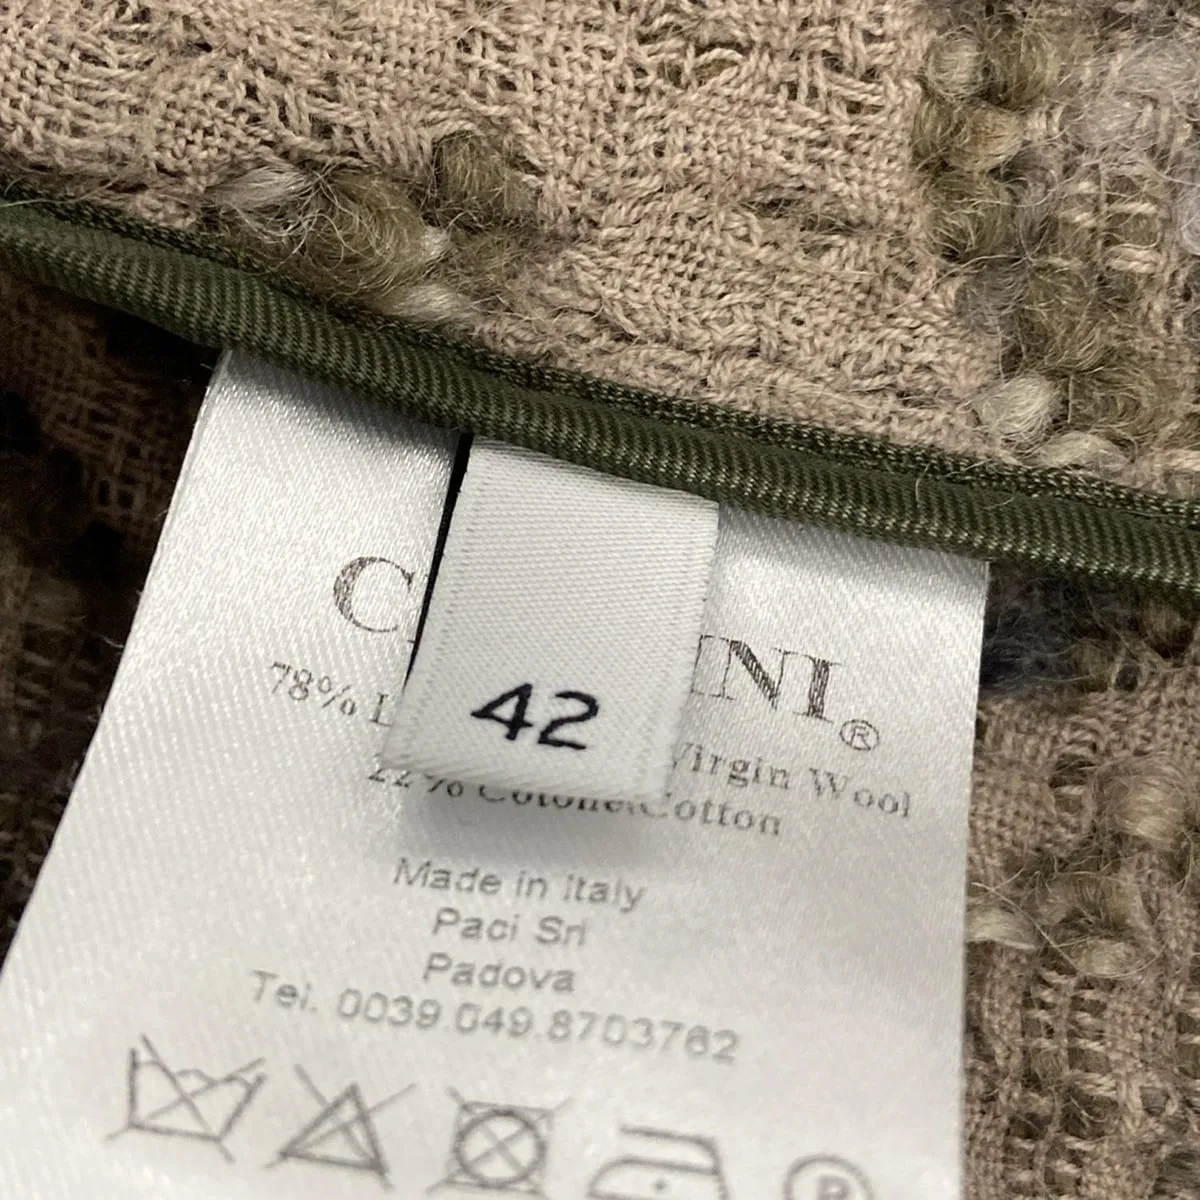 42
78%
Virgin Wool
22% Cotone\Cotton
Made in Italy
Paci Srl
Padova
Tel. 0039.049.8703762
P